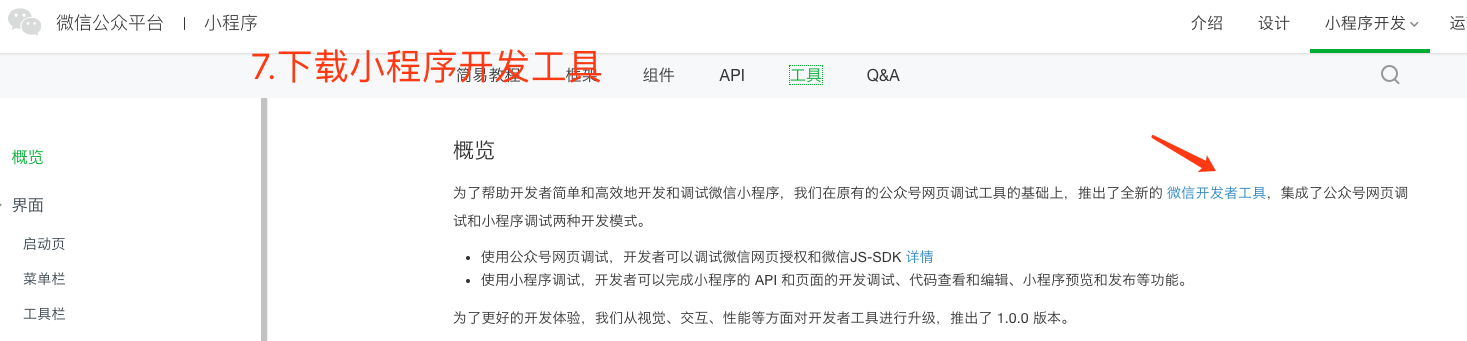 微信公众平台 | 小程序
介绍 设计 小程序开发 运
7.下载小程序开发工具
简易教程 框架 组件 API 工具 Q&A
概览
界面
启动页
菜单栏
工具栏
概览
为了帮助开发者简单和高效地开发和调试微信小程序，我们在原有的公众号网页调试工具的基础上，推出了全新的 微信开发者工具，集成了公众号网页调
试和小程序调试两种开发模式。
• 使用公众号网页调试，开发者可以调试微信网页授权和微信JS-SDK 详情
• 使用小程序调试，开发者可以完成小程序的 API 和页面的开发调试、代码查看和编辑、小程序预览和发布等功能。
为了更好的开发体验，我们从视觉、交互、性能等方面对开发者工具进行升级，推出了 1.0.0 版本。